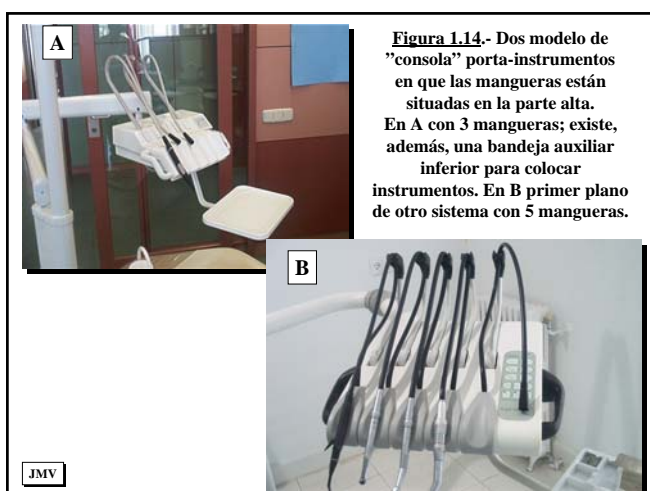 A
Figura 1.14.- Dos modelo de
”consola” porta-instrumentos
en que las mangueras están
situadas en la parte alta.
En A con 3 mangueras; existe,
además, una bandeja auxiliar
inferior para colocar
instrumentos. En B primer plano
de otro sistema con 5 mangueras.
B
JMV